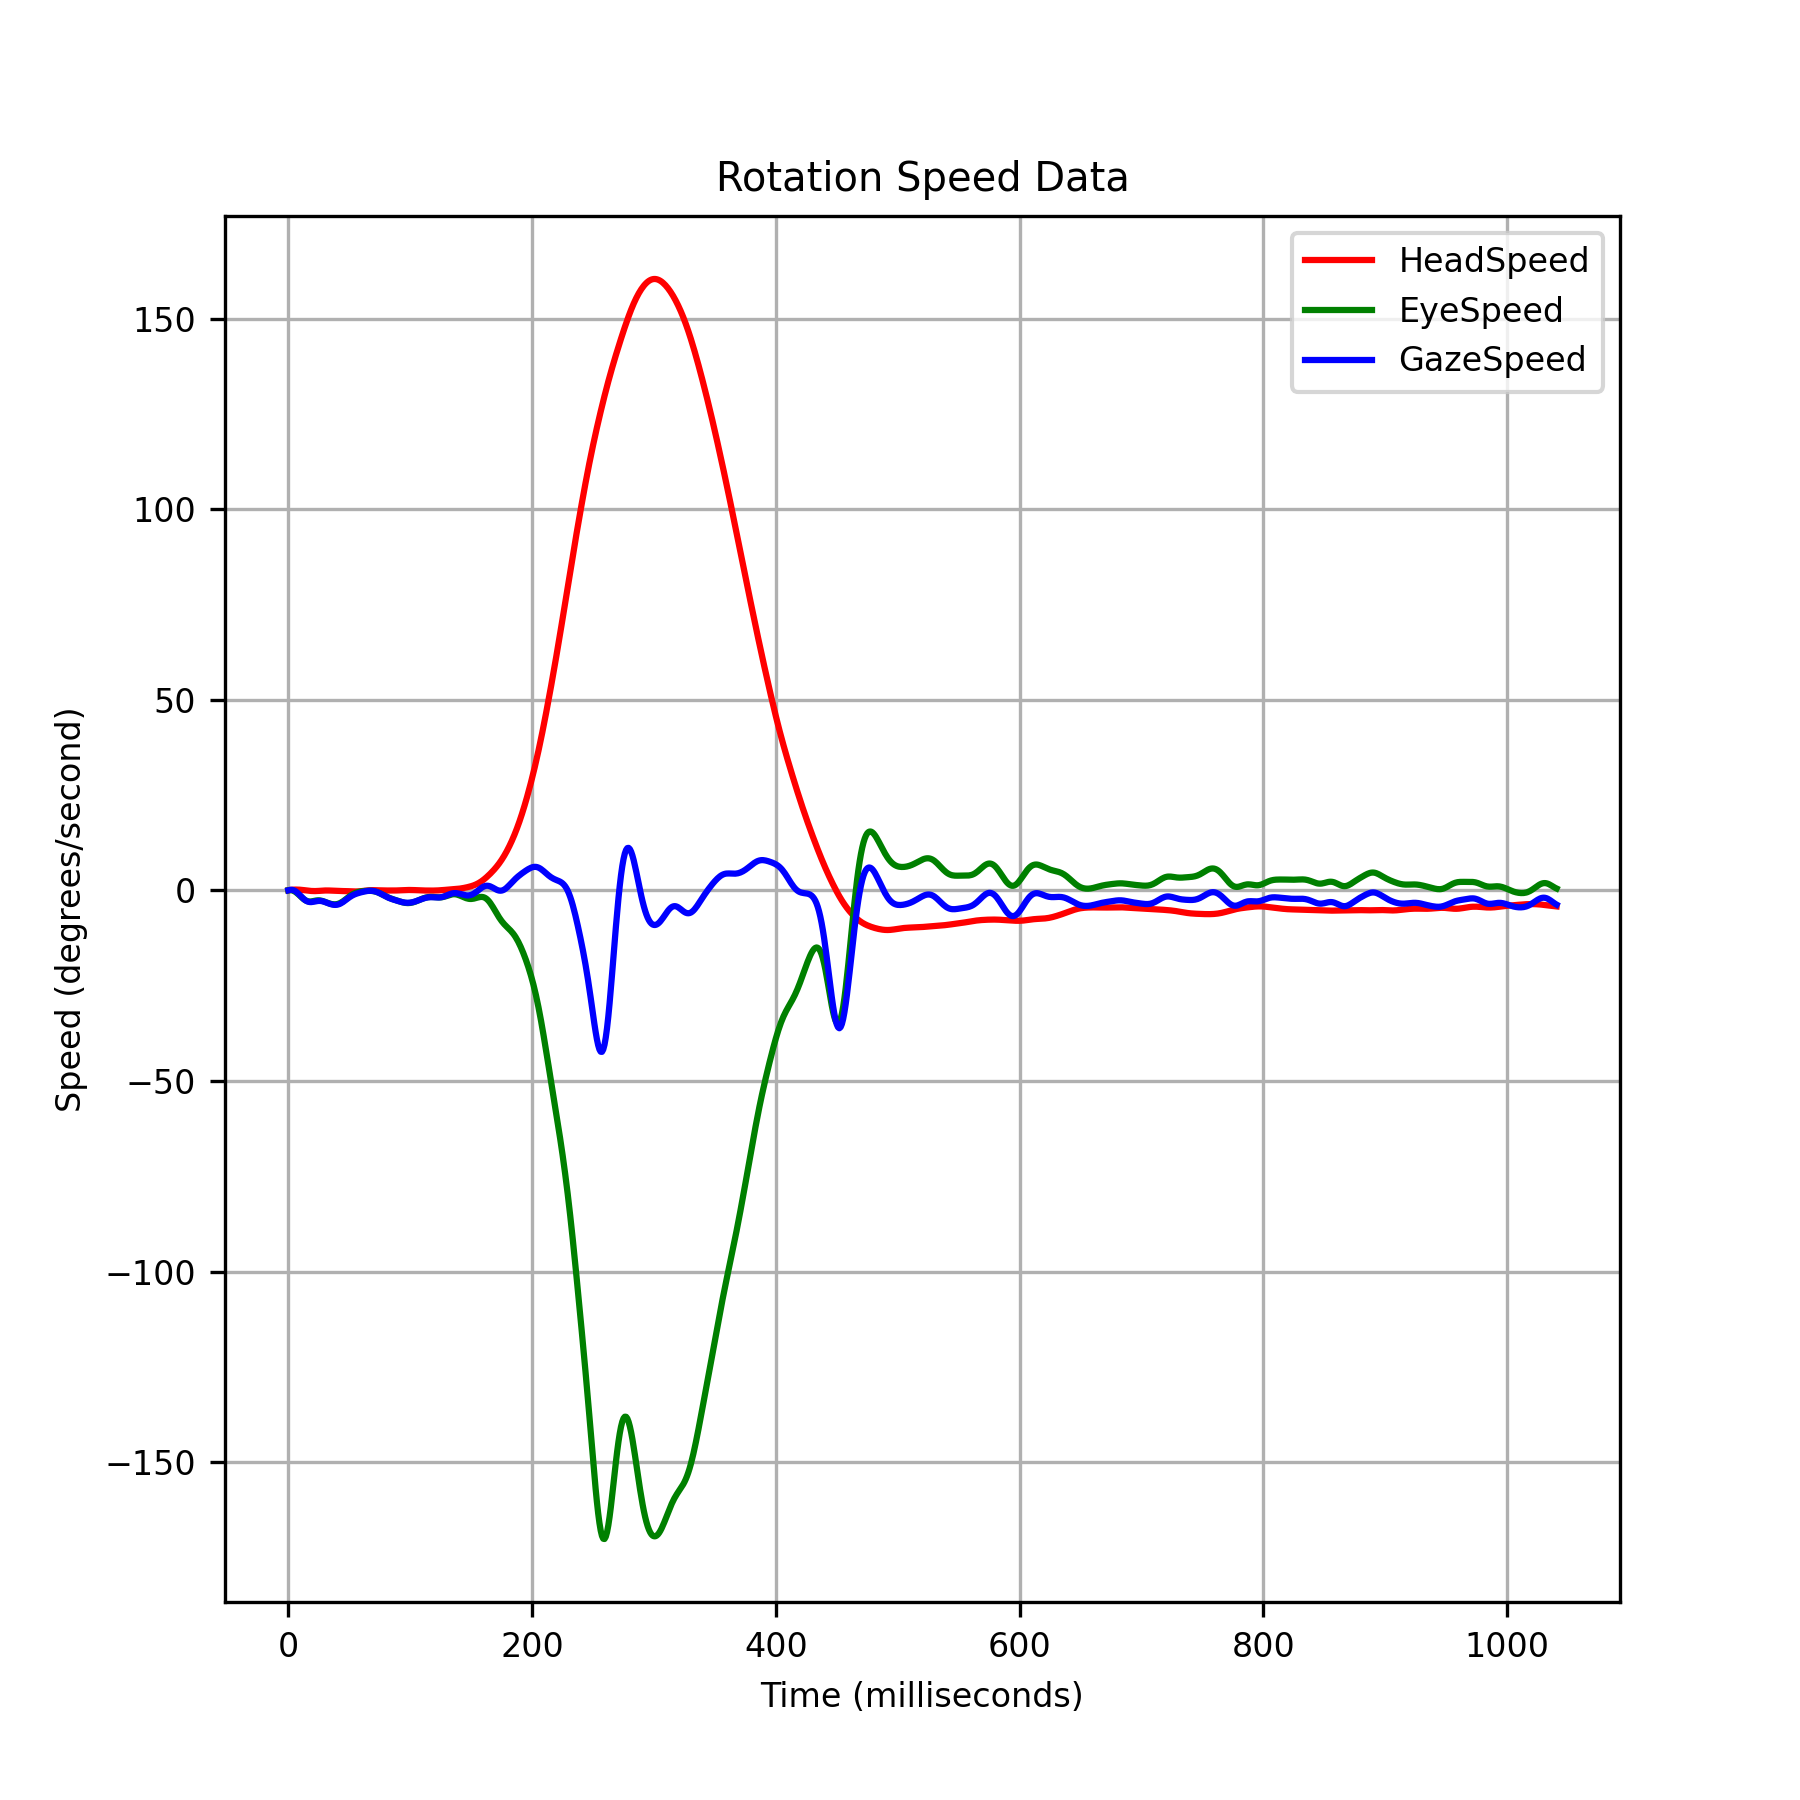 Rotation Speed Data
HeadSpeed
EyeSpeed
GazeSpeed
Speed (degrees/second)
150
100
50
0
−50
−100
−150
0 200 400 600 800 1000
Time (milliseconds)